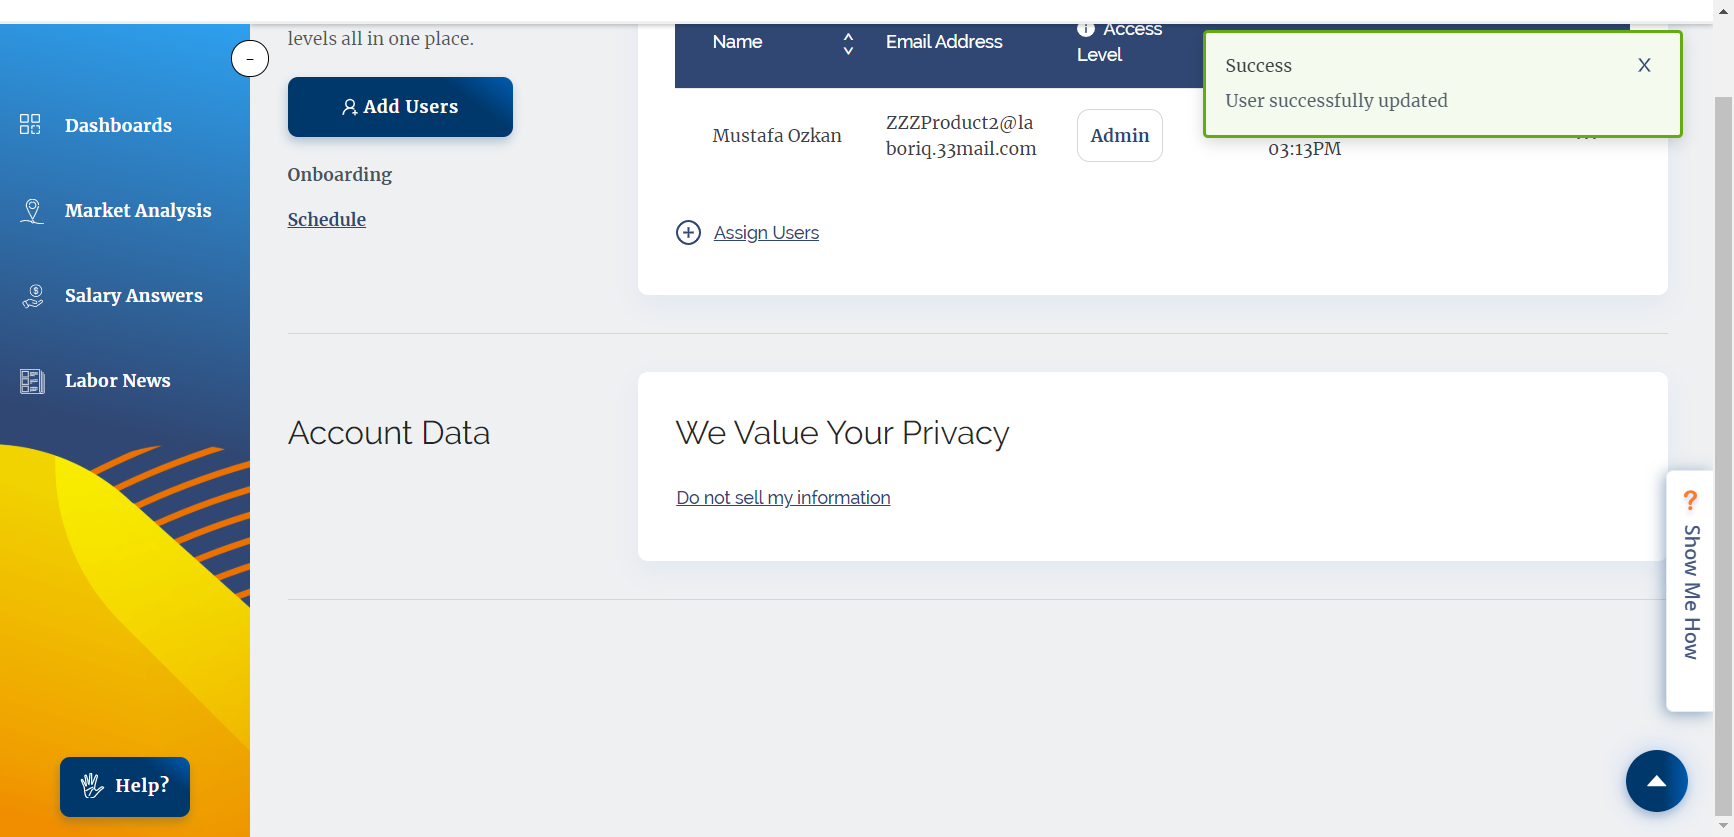 levels all in one place.
Add Users
Onboarding
Schedule
Dashboards
Market Analysis
Salary Answers
Labor News
Help?
Name
Email Address
Access
Level
Mustafa Ozkan
ZZZProduct2@la
boriq.33mail.com
Admin
03:13PM
Assign Users
Success
X
User successfully updated
Account Data
We Value Your Privacy
Do not sell my information
? Show Me How